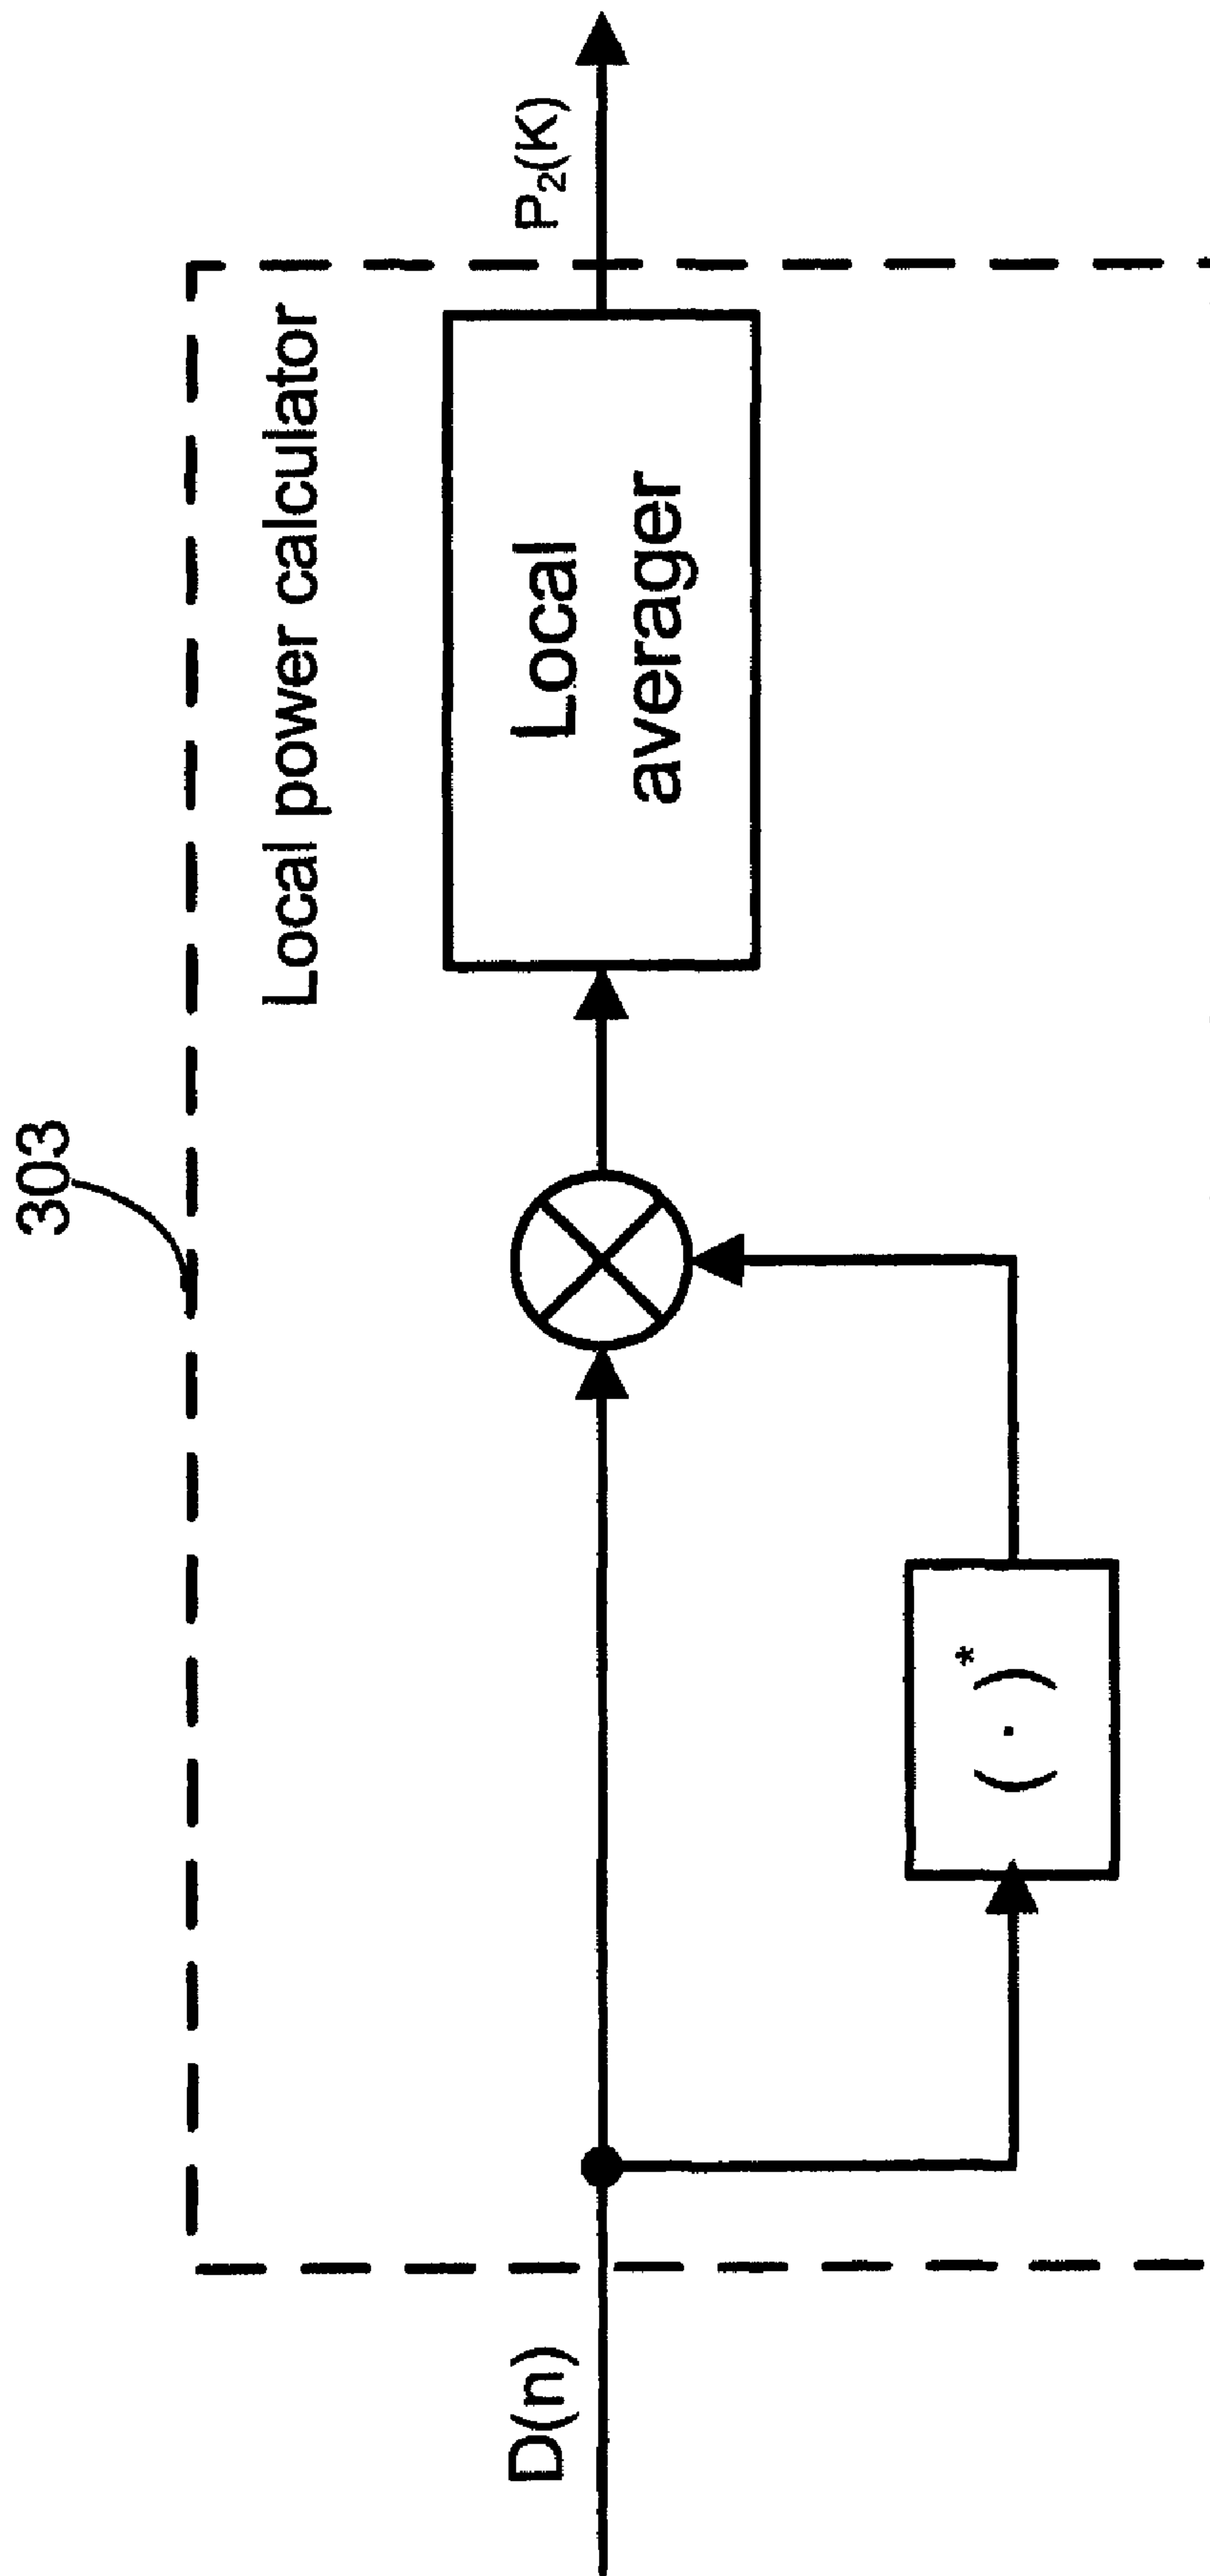 303
Local power calculator
D(n)
Local
averager
P₂(K)
(·)*